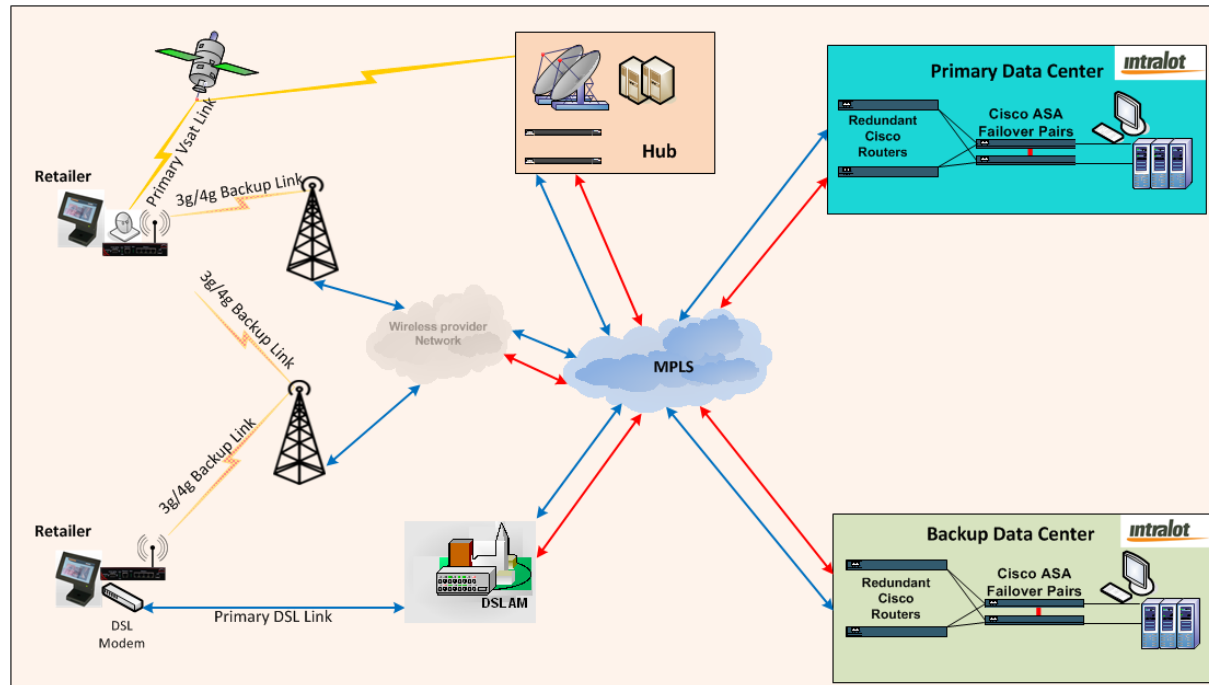 Primary Vsat Link
Retailer
3g/4g Backup Link
Hub
Primary Data Center
intralot
Redundant
Cisco
Routers
Cisco ASA
Failover Pairs
3g/4g Backup Link
Wireless provider
Network
MPLS
3g/4g Backup Link
Retailer
DSL
Modem
Primary DSL Link
DSLAM
Backup Data Center
intralot
Redundant
Cisco
Routers
Cisco ASA
Failover Pairs